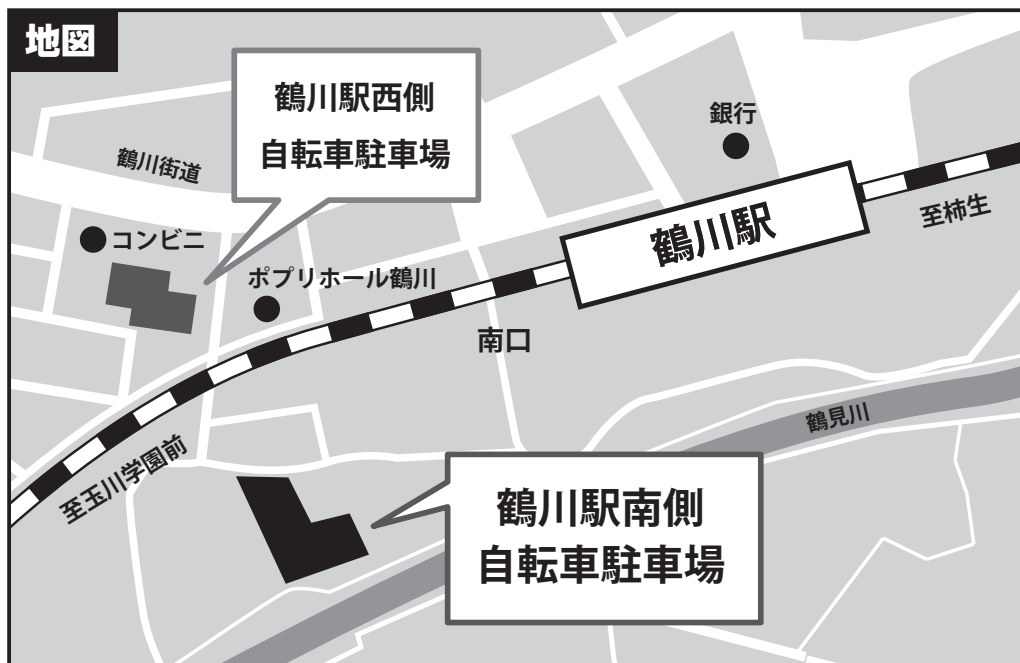 地図
鶴川駅西側
自転車駐車場
銀行
鶴川街道
至柿生
鶴川駅
コンビニ
ポプリホール鶴川
南口
鶴見川
至玉川学園前
鶴川駅南側
自転車駐車場